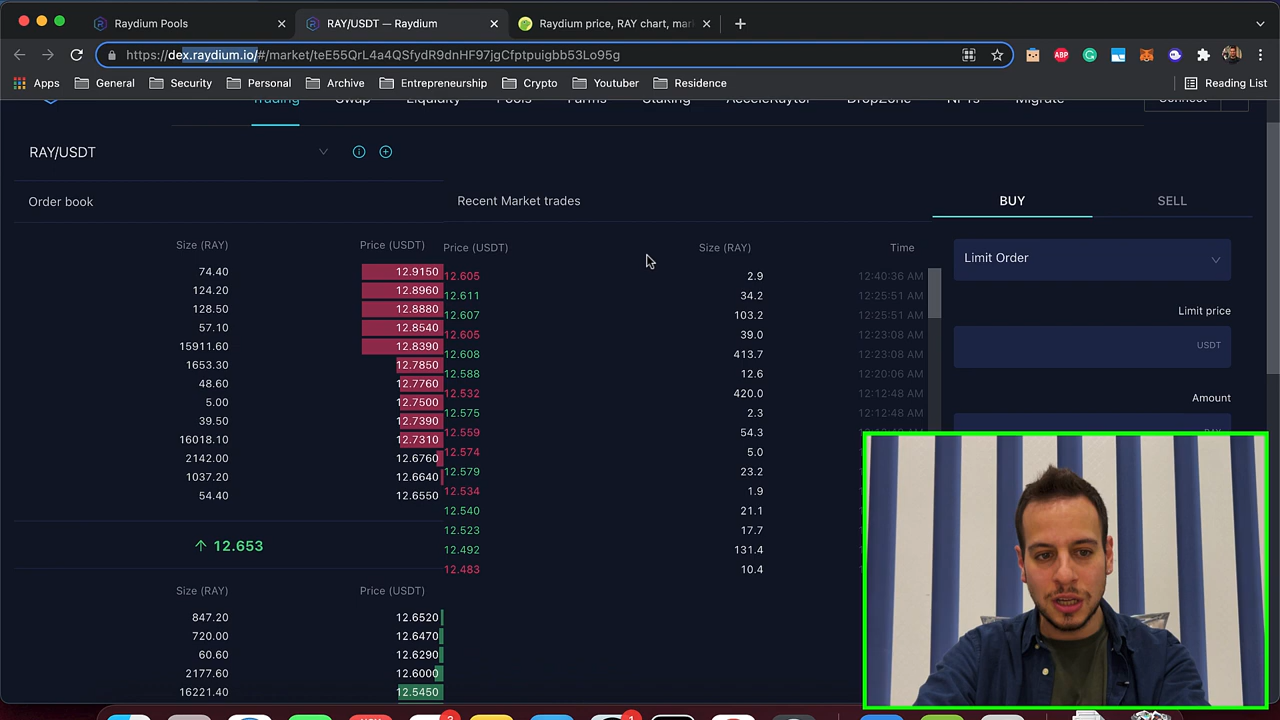 Raydium Pools
RAY/USDT — Raydium
Raydium price, RAY chart, mar
https://dex.raydium.io/#/market/teE55QrL4a4QSfydR9dnHF97jgCfptpuigbb53Lo95g
ABP
Apps General Security Personal Archive Entrepreneurship Crypto Youtuber Residence Reading List
Trading Swap Liquidity Pools Farms Staking AcceleRaytor DropZone NFTs Migrate Connect
RAY/USDT
Order book
Recent Market trades
BUY SELL
Size (RAY) Price (USDT)
74.40 12.9150
124.20 12.8960
128.50 12.8880
57.10 12.8540
15911.60 12.8390
1653.30 12.7850
48.60 12.7760
5.00 12.7500
39.50 12.7390
16018.10 12.7310
2142.00 12.6760
1037.20 12.6640
54.40 12.6550
↑ 12.653
Size (RAY) Price (USDT)
847.20 12.6520
720.00 12.6470
60.60 12.6290
2177.60 12.6000
16221.40 12.5450
Price (USDT) Size (RAY) Time
12.605 2.9 12:40:36 AM
12.611 34.2 12:25:51 AM
12.607 103.2 12:25:51 AM
12.605 39.0 12:23:08 AM
12.608 413.7 12:23:08 AM
12.588 12.6 12:20:06 AM
12.532 420.0 12:12:48 AM
12.575 2.3 12:12:48 AM
12.559 54.3
12.574 5.0
12.579 23.2
12.534 1.9
12.540 21.1
12.523 17.7
12.492 131.4
12.483 10.4
Limit Order
Limit price
USDT
Amount
RAY